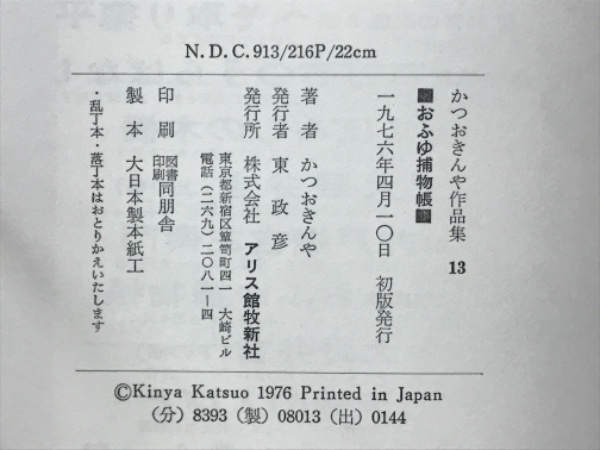 N.D.C.913/216P/22cm
かつおきんや作品集 13
■おふゆ捕物帳■
一九七六年四月一〇日 初版発行
著者 かつおきんや
発行者 東政彦
発行所 株式会社 アリス館牧新社
東京都新宿区簞笥町四一 大崎ビル
電話(二六九)二〇八一—四
印刷 図書印刷 同朋舎
製本 大日本製本紙工
・乱丁本・落丁本はおとりかえいたします
©Kinya Katsuo 1976 Printed in Japan
(分) 8393 (製) 08013 (出) 0144